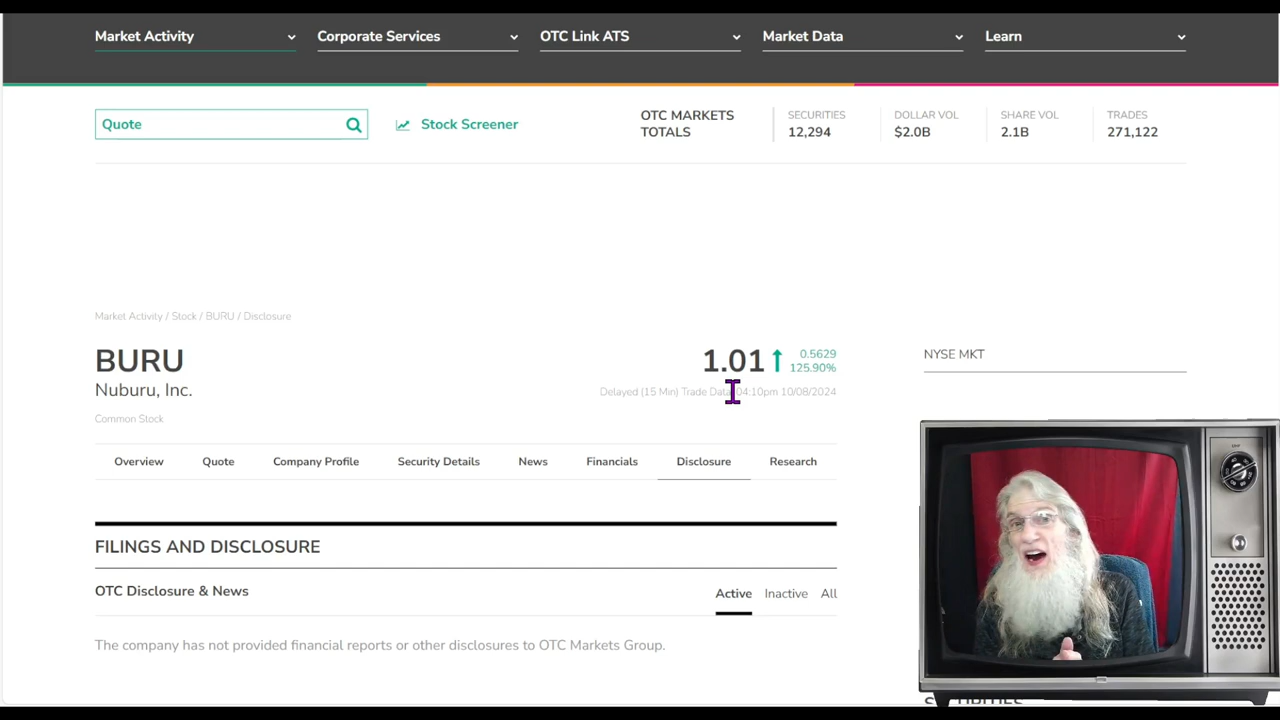 Market Activity
Corporate Services
OTC Link ATS
Market Data
Learn
Quote
Stock Screener
OTC MARKETS
TOTALS
SECURITIES
12,294
DOLLAR VOL
$2.0B
SHARE VOL
2.1B
TRADES
271,122
Market Activity / Stock / BURU / Disclosure
BURU
Nuburu, Inc.
Common Stock
1.01
0.5629
125.90%
Delayed (15 Min) Trade Data: 04:10pm 10/08/2024
NYSE MKT
Overview
Quote
Company Profile
Security Details
News
Financials
Disclosure
Research
FILINGS AND DISCLOSURE
OTC Disclosure & News
Active
Inactive
All
The company has not provided financial reports or other disclosures to OTC Markets Group.